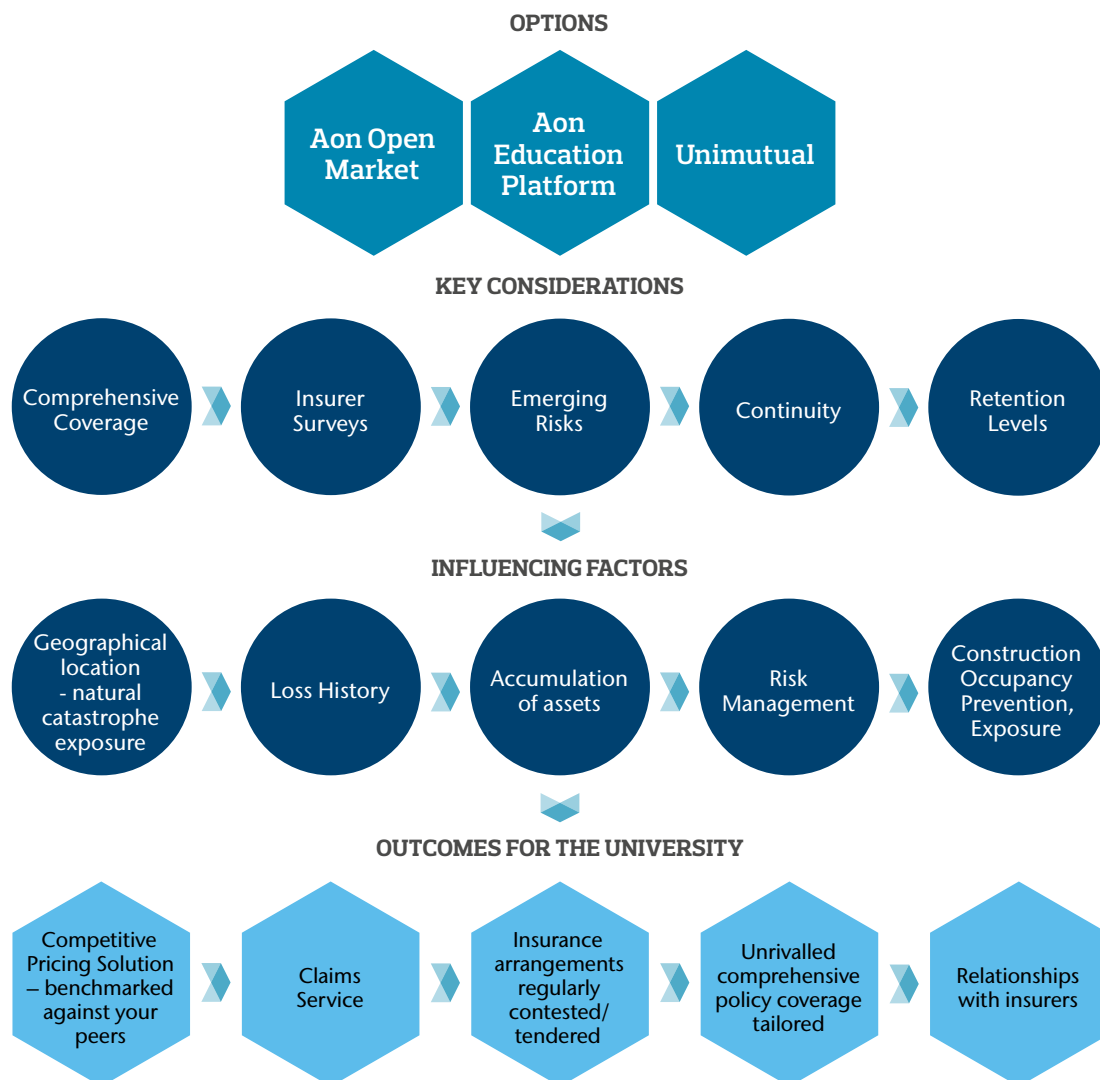 OPTIONS
Aon Open
Market
Aon
Education
Platform
Unimutual
KEY CONSIDERATIONS
Comprehensive
Coverage
Insurer
Surveys
Emerging
Risks
Continuity
Retention
Levels
INFLUENCING FACTORS
Geographical
location
- natural
catastrophe
exposure
Loss History
Accumulation
of assets
Risk
Management
Construction
Occupancy
Prevention,
Exposure
OUTCOMES FOR THE UNIVERSITY
Competitive
Pricing Solution
– benchmarked
against your
peers
Claims
Service
Insurance
arrangements
regularly
contested/
tendered
Unrivalled
comprehensive
policy coverage
tailored
Relationships
with insurers